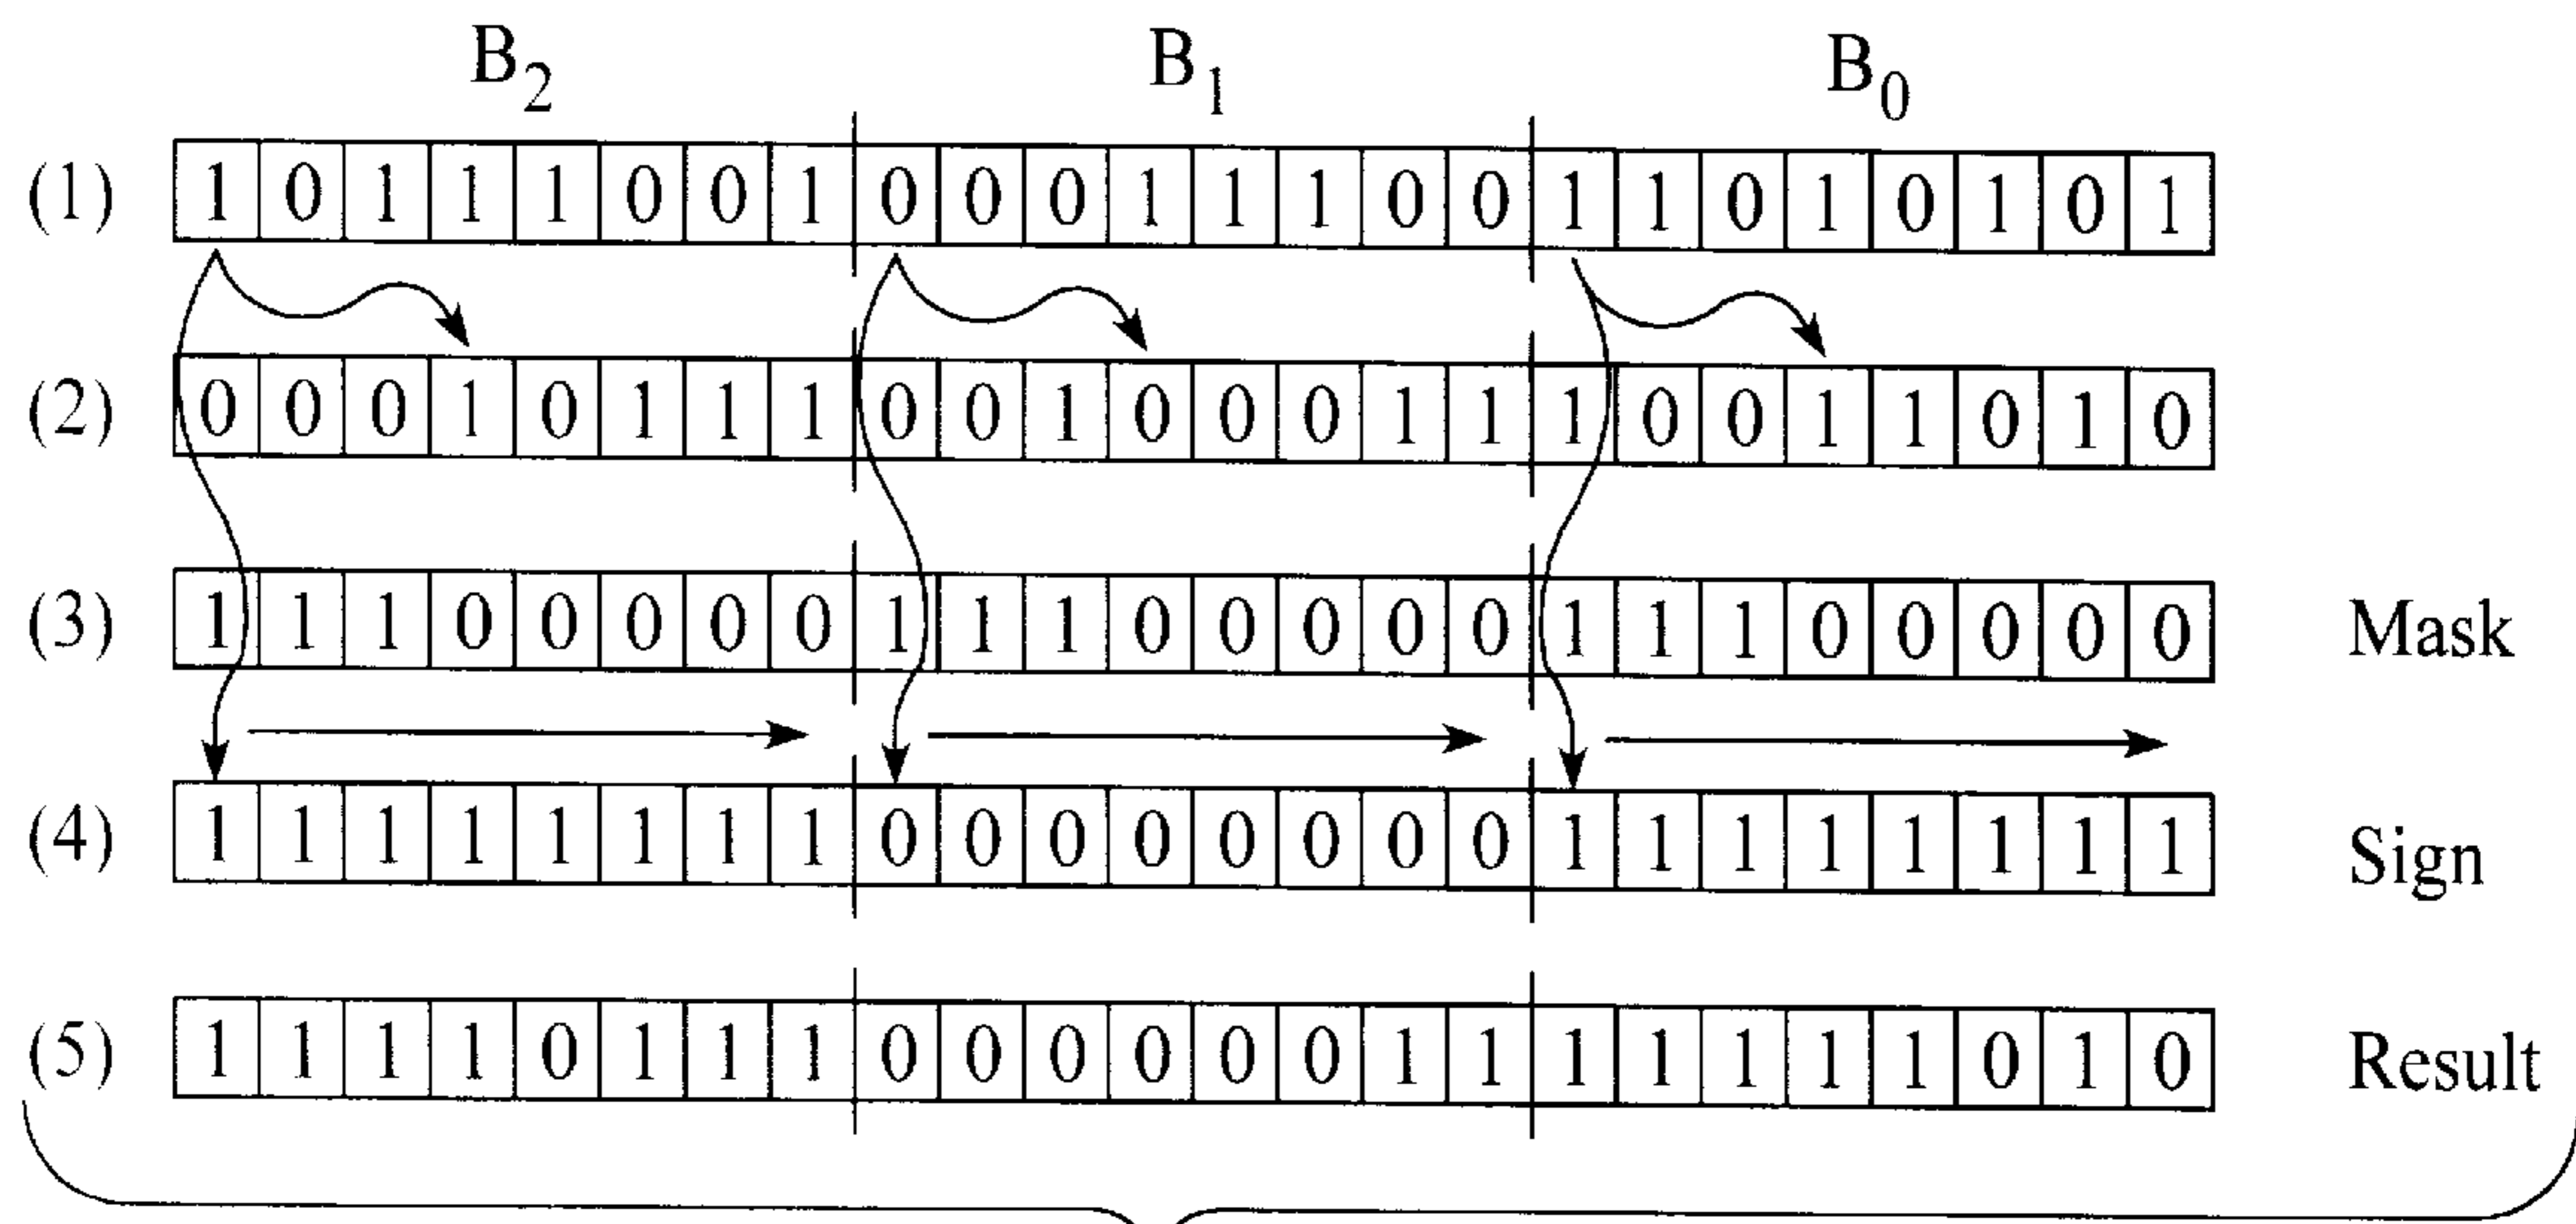 B2 B1 B0
(1) 1 0 1 1 1 0 0 1 0 0 0 1 1 1 0 0 1 1 0 1 0 1 0 1
(2) 0 0 0 1 0 1 1 1 0 0 1 0 0 0 1 1 1 0 0 1 1 0 1 0
(3) 1 1 1 0 0 0 0 0 1 1 1 0 0 0 0 0 1 1 1 0 0 0 0 0 Mask
(4) 1 1 1 1 1 1 1 1 0 0 0 0 0 0 0 0 1 1 1 1 1 1 1 1 Sign
(5) 1 1 1 1 0 1 1 1 0 0 0 0 0 0 1 1 1 1 1 1 1 0 1 0 Result